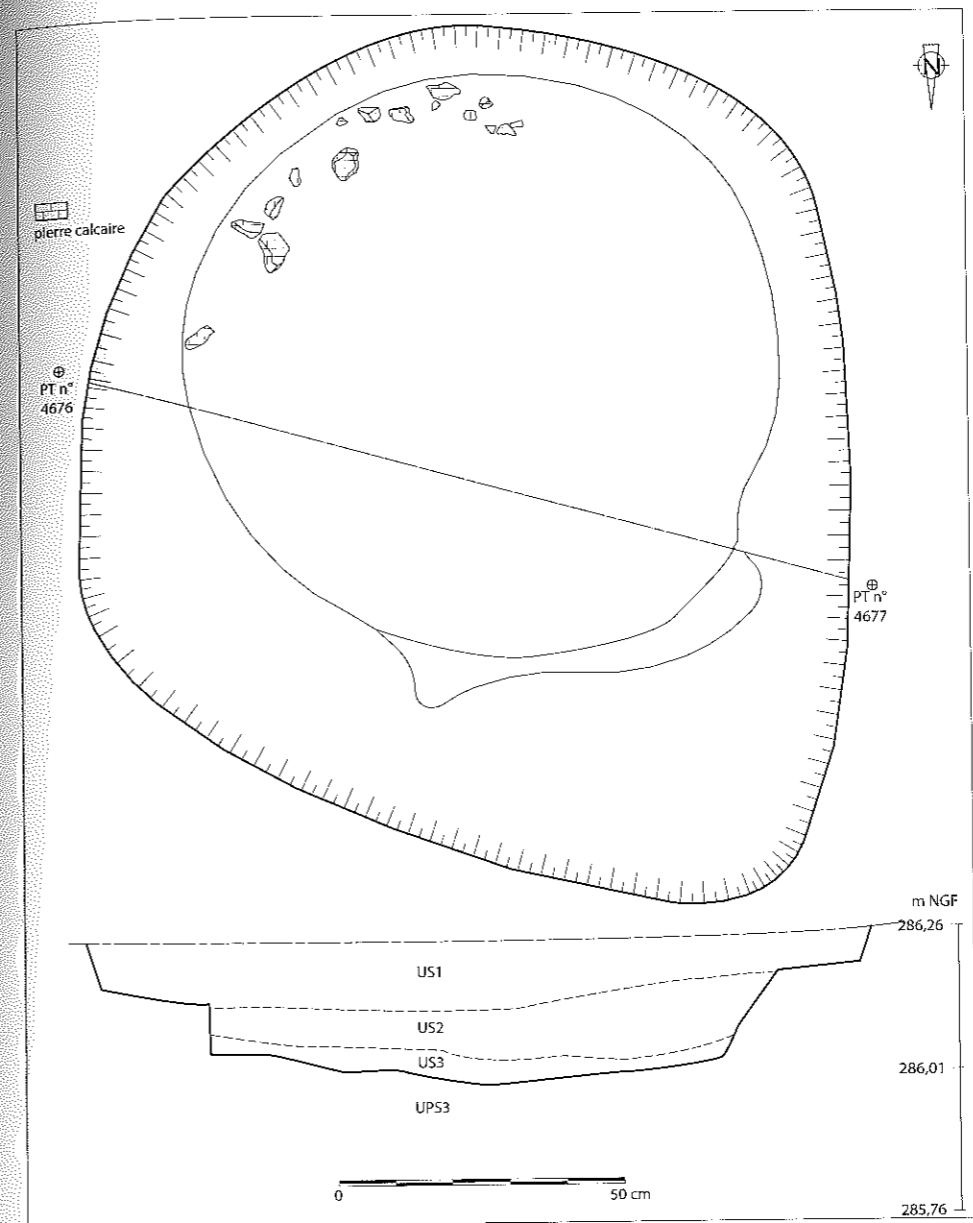 N
pierre calcaire
PT n°
4676
PT n°
4677
m NGF
286,26
US1
US2
US3
286,01
UPS3
0 50 cm
285,76